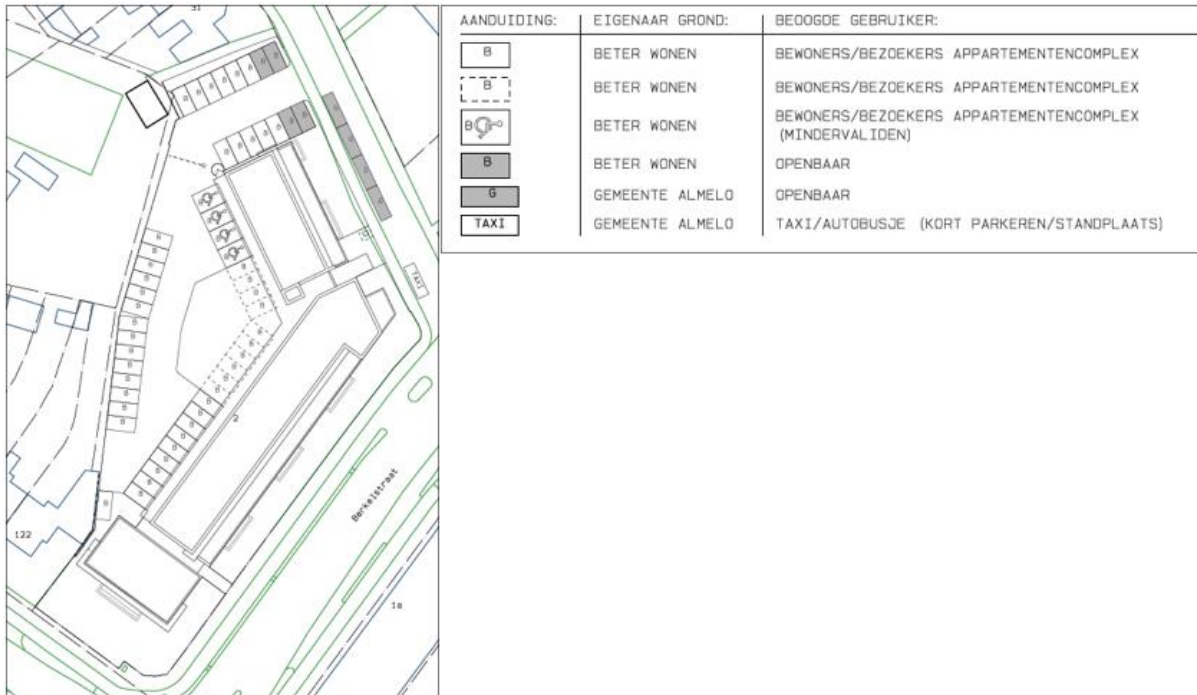 AANDUIDING: EIGENAAR GROND: BEOOGDE GEBRUIKER:
B BETER WONEN BEWONERS/BEZOEKERS APPARTEMENTENCOMPLEX
B BETER WONEN BEWONERS/BEZOEKERS APPARTEMENTENCOMPLEX
B BETER WONEN BEWONERS/BEZOEKERS APPARTEMENTENCOMPLEX
(MINDERVALIDEN)
B BETER WONEN OPENBAAR
G GEMEENTE ALMELO OPENBAAR
TAXI GEMEENTE ALMELO TAXI/AUTOBUSJE (KORT PARKEREN/STANDPLAATS)
31
TAXI
2
Berkelstraat
122
1a